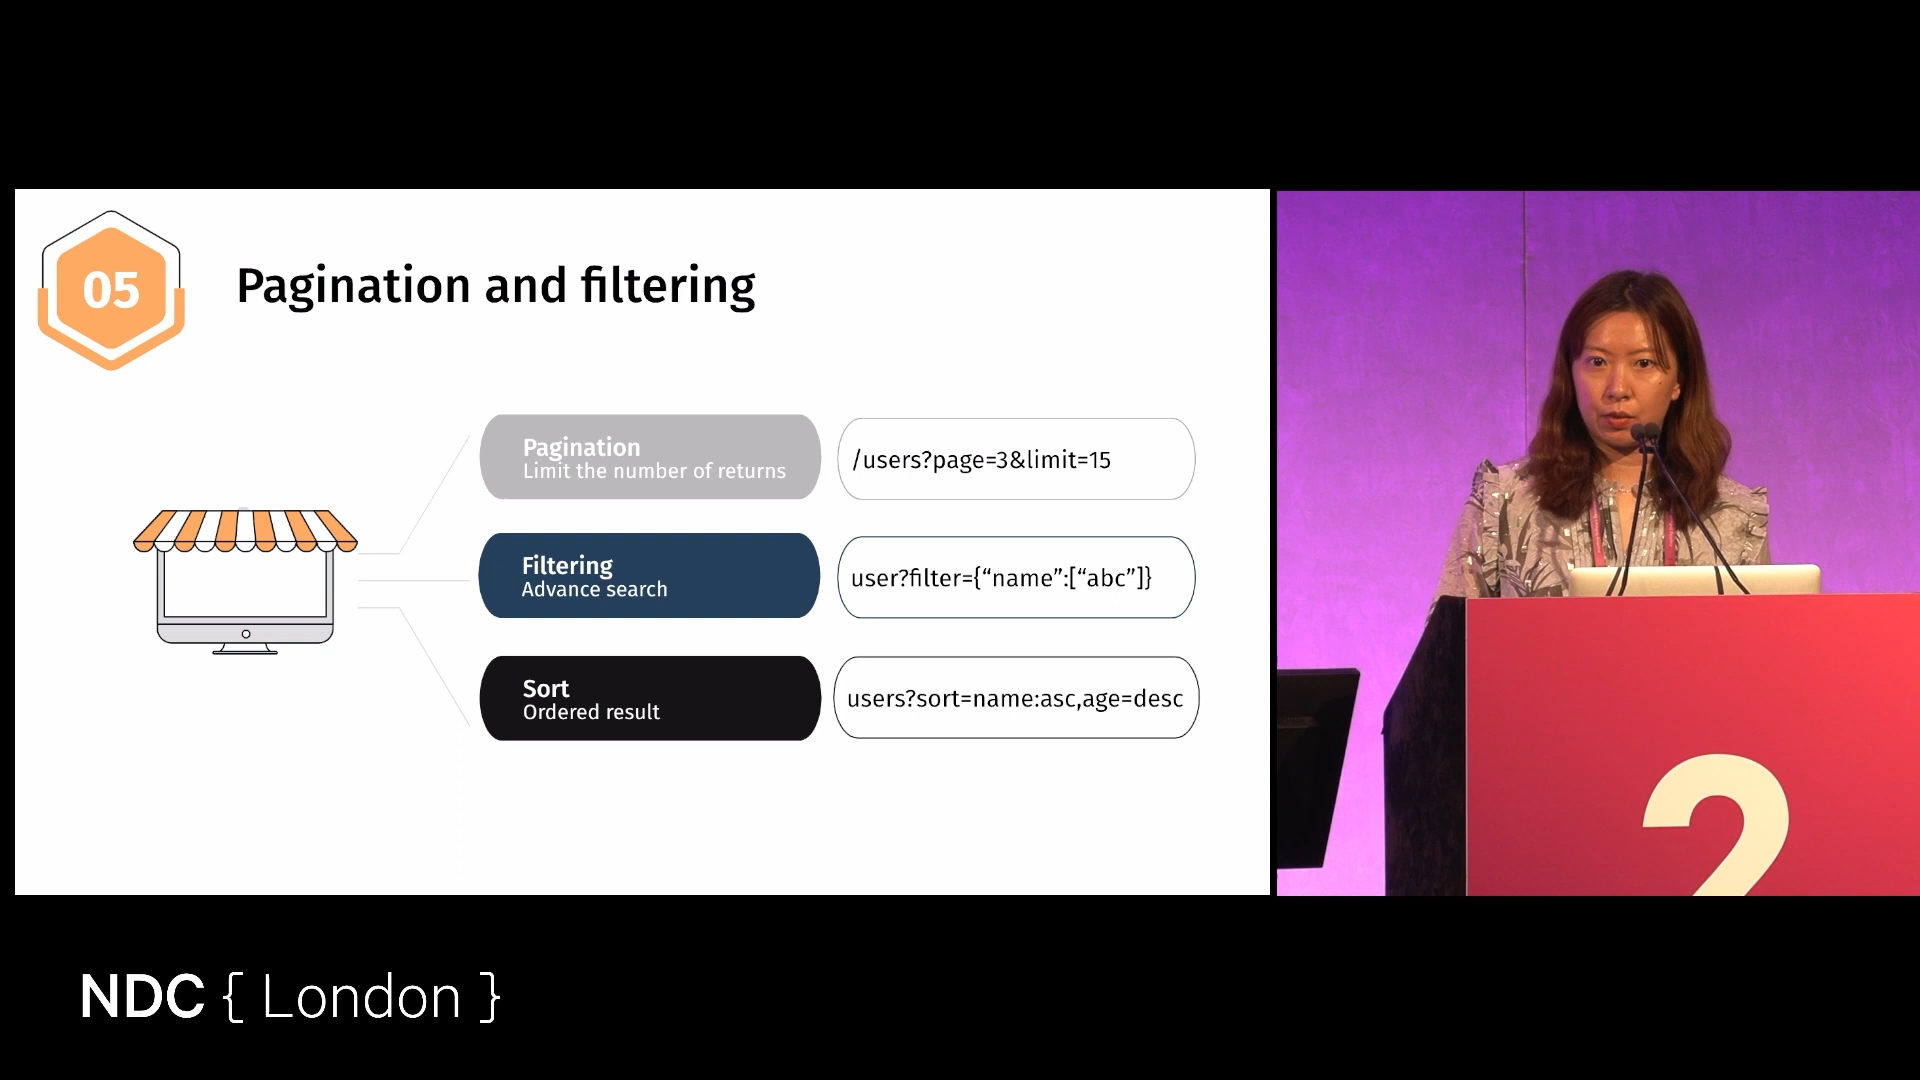 05
Pagination and filtering
Pagination
Limit the number of returns
/users?page=3&limit=15
Filtering
Advance search
user?filter={“name”:[“abc”]}
Sort
Ordered result
users?sort=name:asc,age=desc
2
NDC { London }